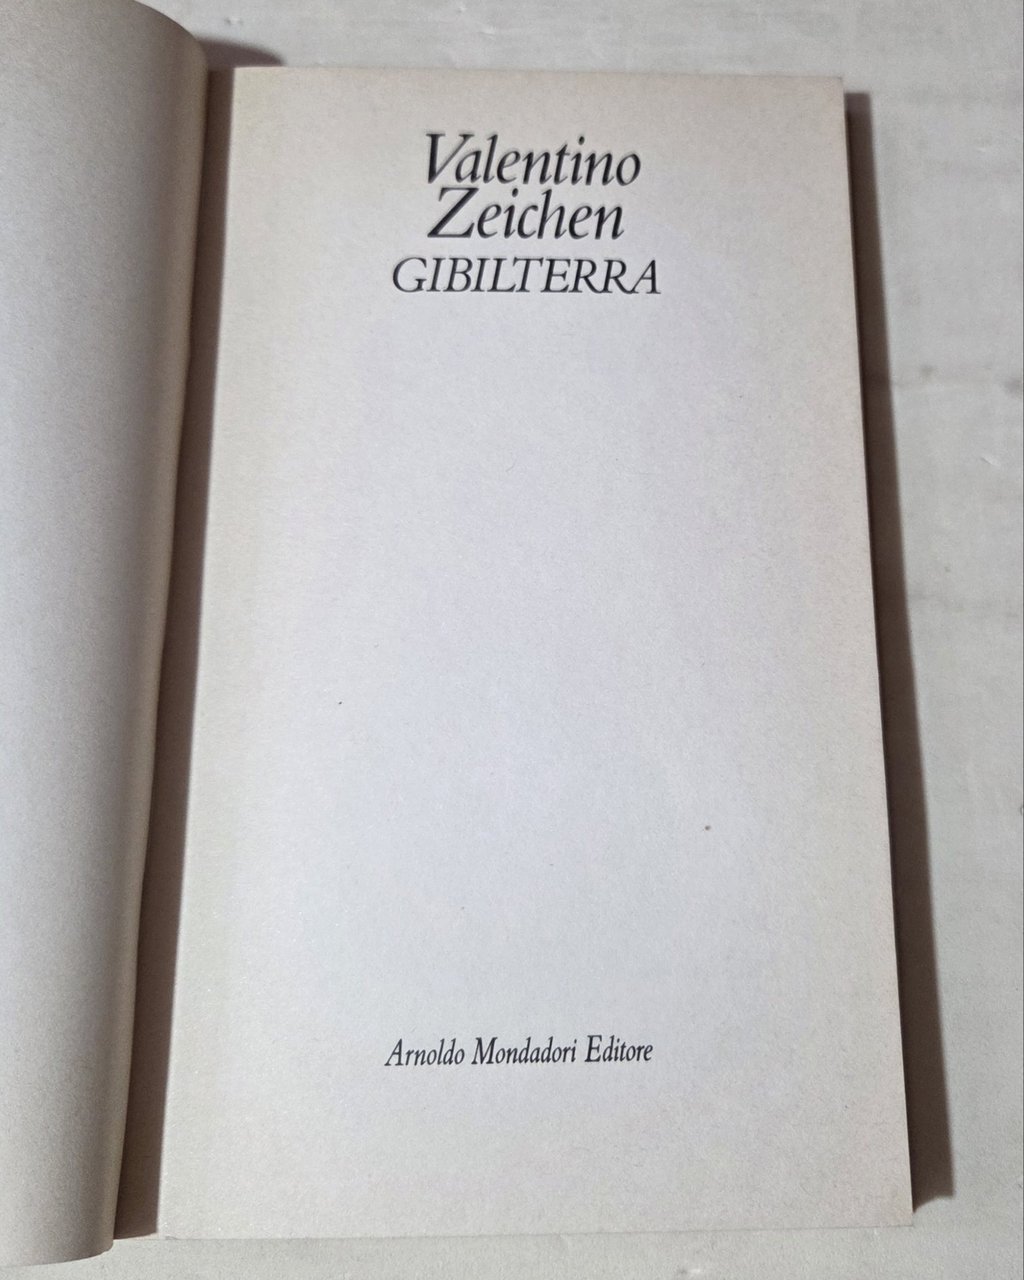 Valentino
Zeichen
GIBILTERRA
Arnoldo Mondadori Editore